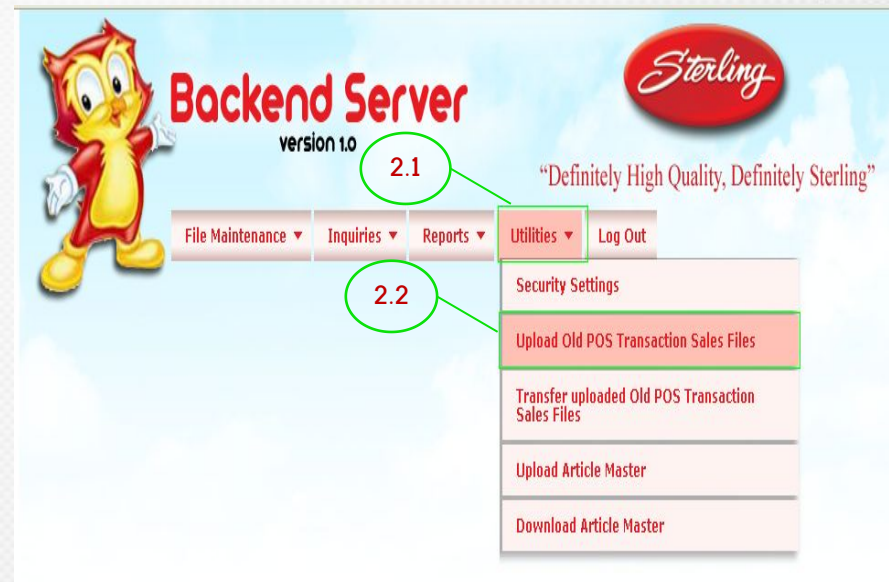 Sterling
Backend Server
version 1.0
2.1
“Definitely High Quality, Definitely Sterling”
File Maintenance ▼ Inquiries ▼ Reports ▼ Utilities ▼ Log Out
Security Settings
2.2
Upload Old POS Transaction Sales Files
Transfer uploaded Old POS Transaction
Sales Files
Upload Article Master
Download Article Master